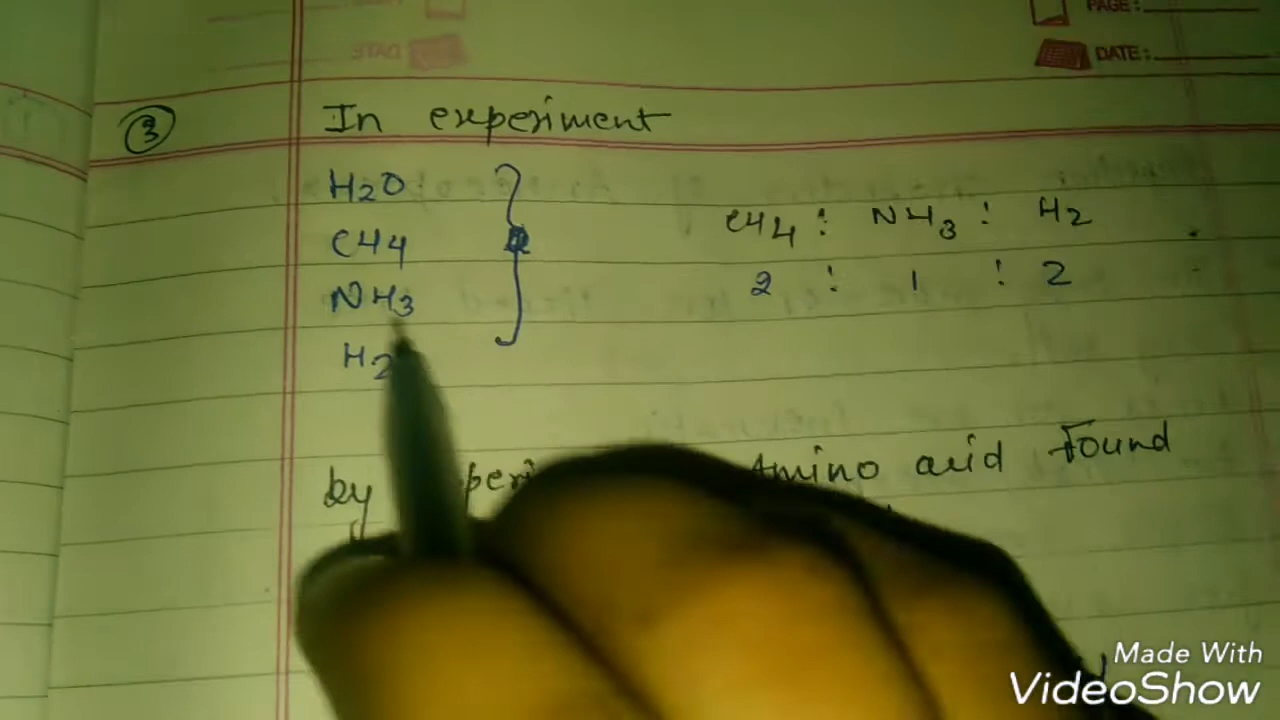 PAGE:
DATE:
③ In experiment
H2O
CH4
NH3
H2
CH4 : NH3 : H2
2 : 1 : 2
by Amino acid found
Made With
VideoShow